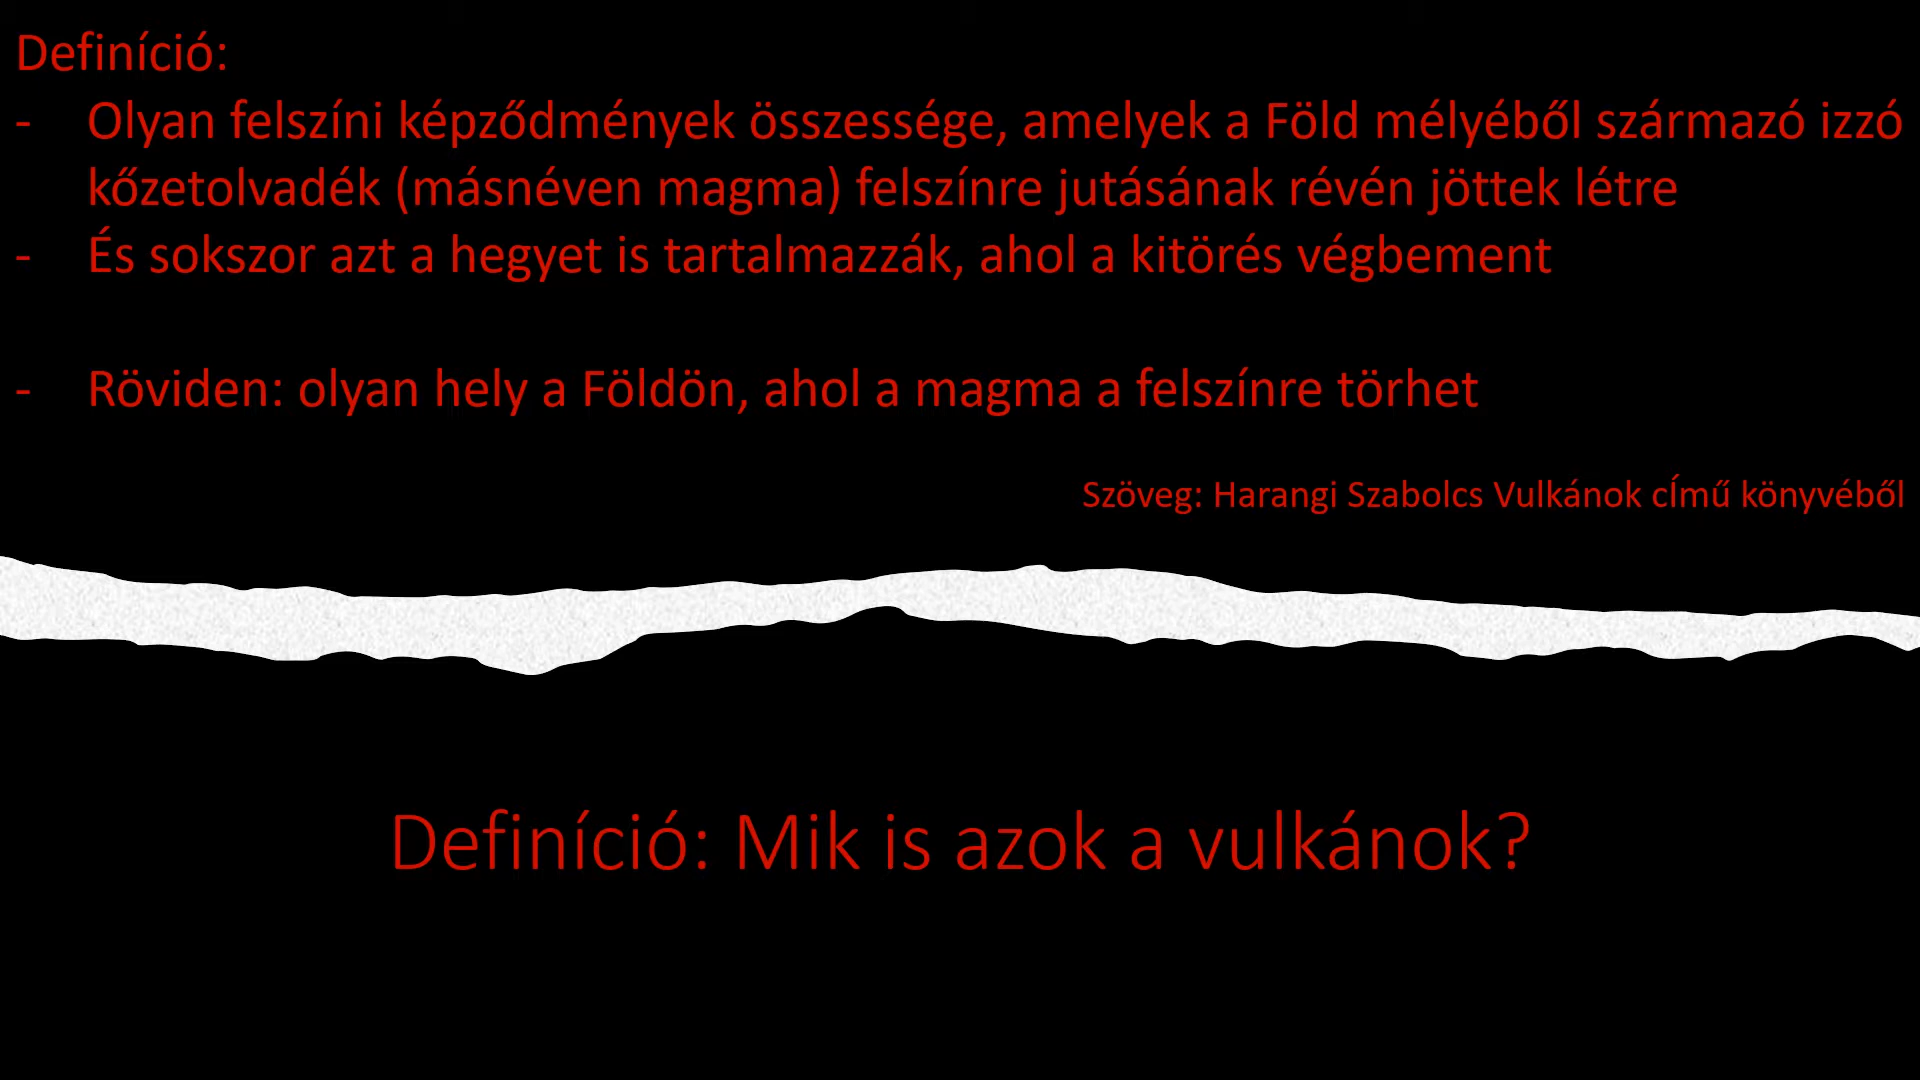 Definíció:
- Olyan felszíni képződmények összessége, amelyek a Föld mélyéből származó izzó
kőzetolvadék (másnéven magma) felszínre jutásának révén jöttek létre
- És sokszor azt a hegyet is tartalmazzák, ahol a kitörés végbement
- Röviden: olyan hely a Földön, ahol a magma a felszínre törhet
Szöveg: Harangi Szabolcs Vulkánok cÍmű könyvéből
Definíció: Mik is azok a vulkánok?